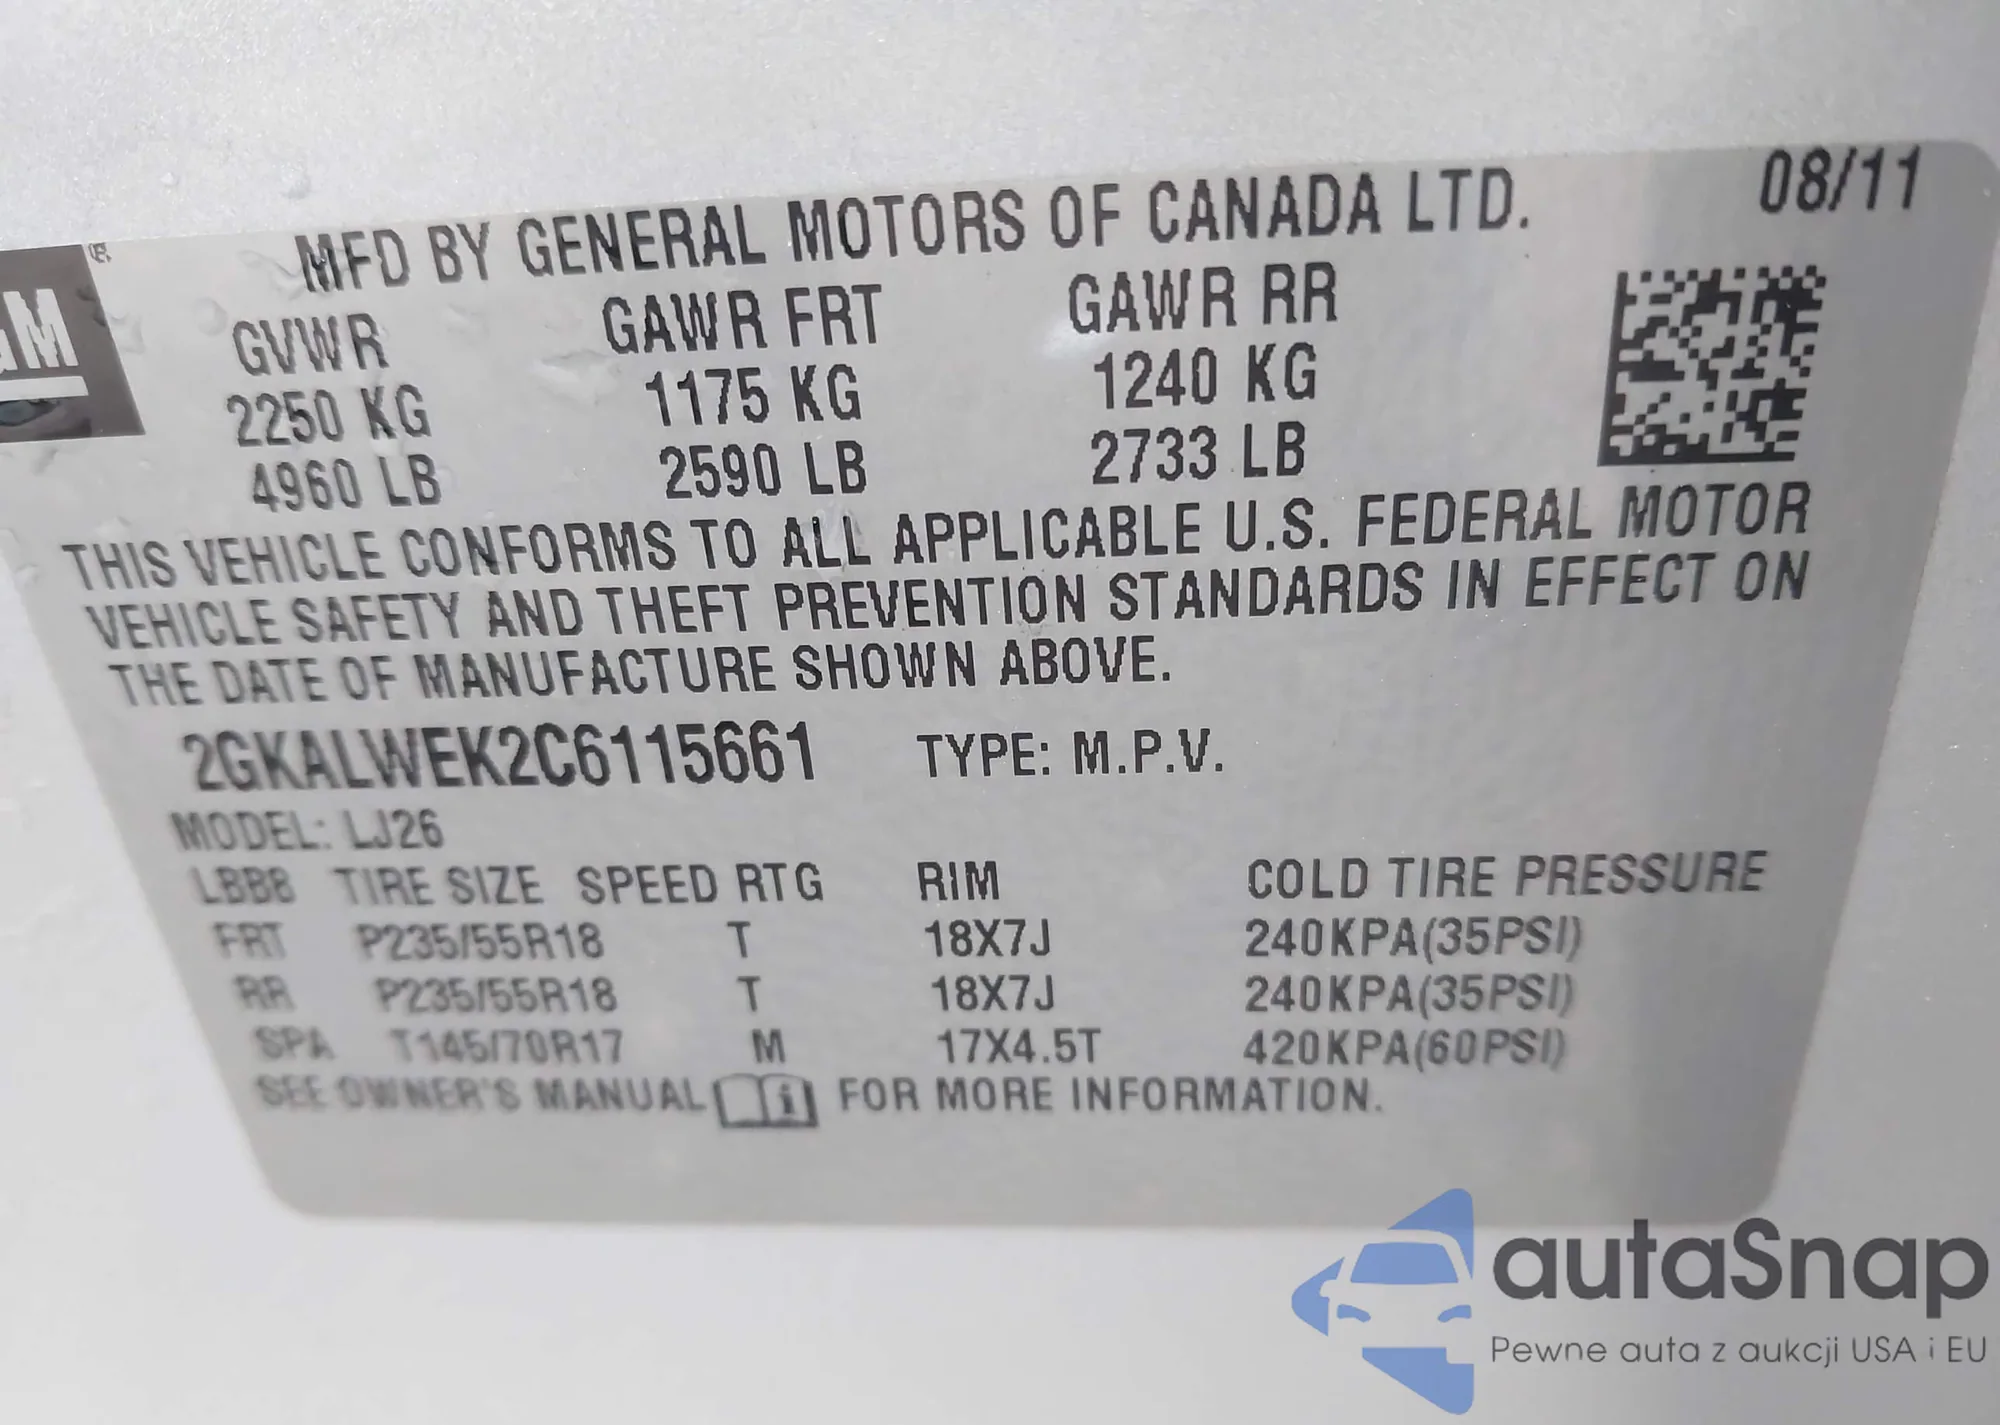 08/11
MFD BY GENERAL MOTORS OF CANADA LTD.
GM
GVWR GAWR FRT GAWR RR
2250 KG 1175 KG 1240 KG
4960 LB 2590 LB 2733 LB
THIS VEHICLE CONFORMS TO ALL APPLICABLE U.S. FEDERAL MOTOR
VEHICLE SAFETY AND THEFT PREVENTION STANDARDS IN EFFECT ON
THE DATE OF MANUFACTURE SHOWN ABOVE.
2GKALWEK2C6115661 TYPE: M.P.V.
MODEL: LJ26
LBB8 TIRE SIZE SPEED RTG RIM COLD TIRE PRESSURE
FRT P235/55R18 T 18X7J 240KPA(35PSI)
RR P235/55R18 T 18X7J 240KPA(35PSI)
SPA T145/70R17 M 17X4.5T 420KPA(60PSI)
SEE OWNER'S MANUAL FOR MORE INFORMATION.
autaSnap
Pewne auta z aukcji USA i EU